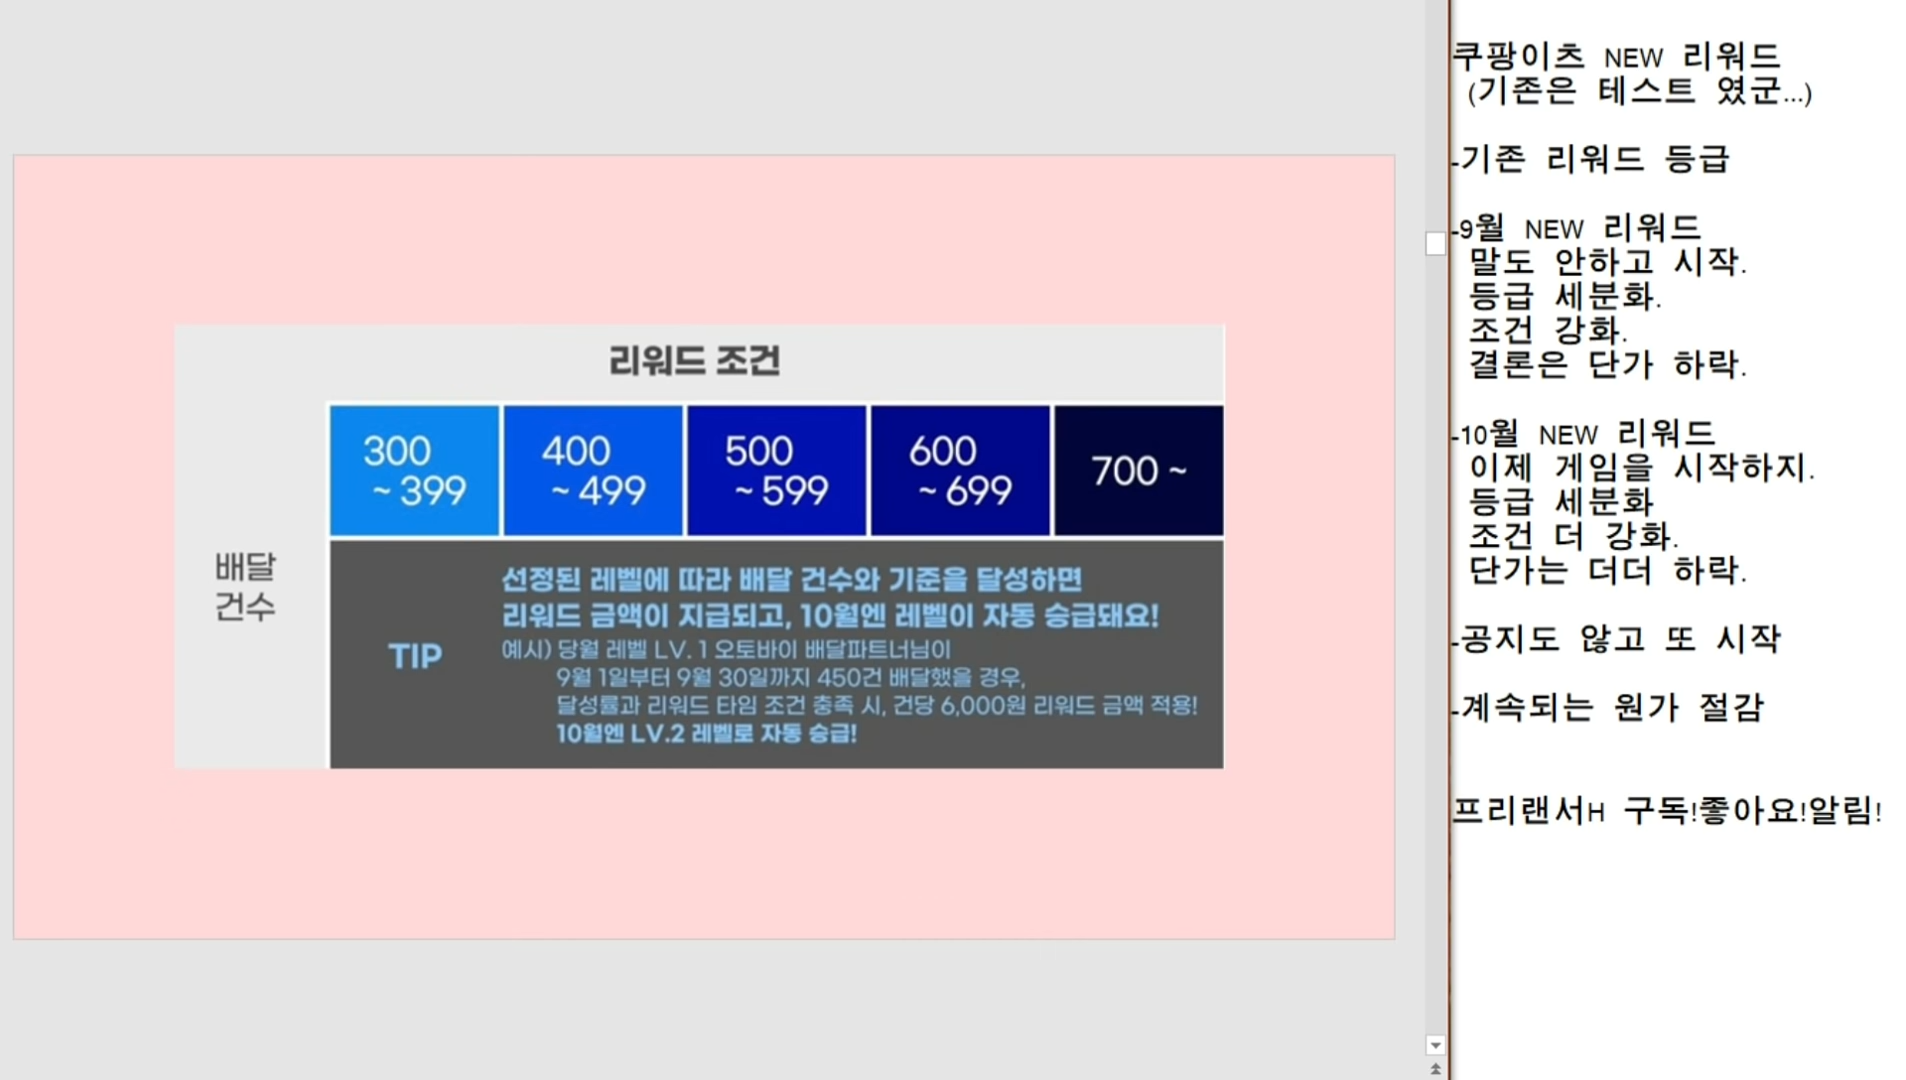 리워드 조건
300
~ 399
400
~ 499
500
~ 599
600
~ 699
700 ~
배달
건수
TIP
선정된 레벨에 따라 배달 건수와 기준을 달성하면
리워드 금액이 지급되고, 10월엔 레벨이 자동 승급돼요!
예시) 당월 레벨 LV. 1 오토바이 배달파트너님이
9월 1일부터 9월 30일까지 450건 배달했을 경우,
달성률과 리워드 타임 조건 충족 시, 건당 6,000원 리워드 금액 적용!
10월엔 LV.2 레벨로 자동 승급!
쿠팡이츠 NEW 리워드
(기존은 테스트 였군...)
-기존 리워드 등급
-9월 NEW 리워드
말도 안하고 시작.
등급 세분화.
조건 강화.
결론은 단가 하락.
-10월 NEW 리워드
이제 게임을 시작하지.
등급 세분화
조건 더 강화.
단가는 더더 하락.
-공지도 않고 또 시작
-계속되는 원가 절감
프리랜서H 구독!좋아요!알림!